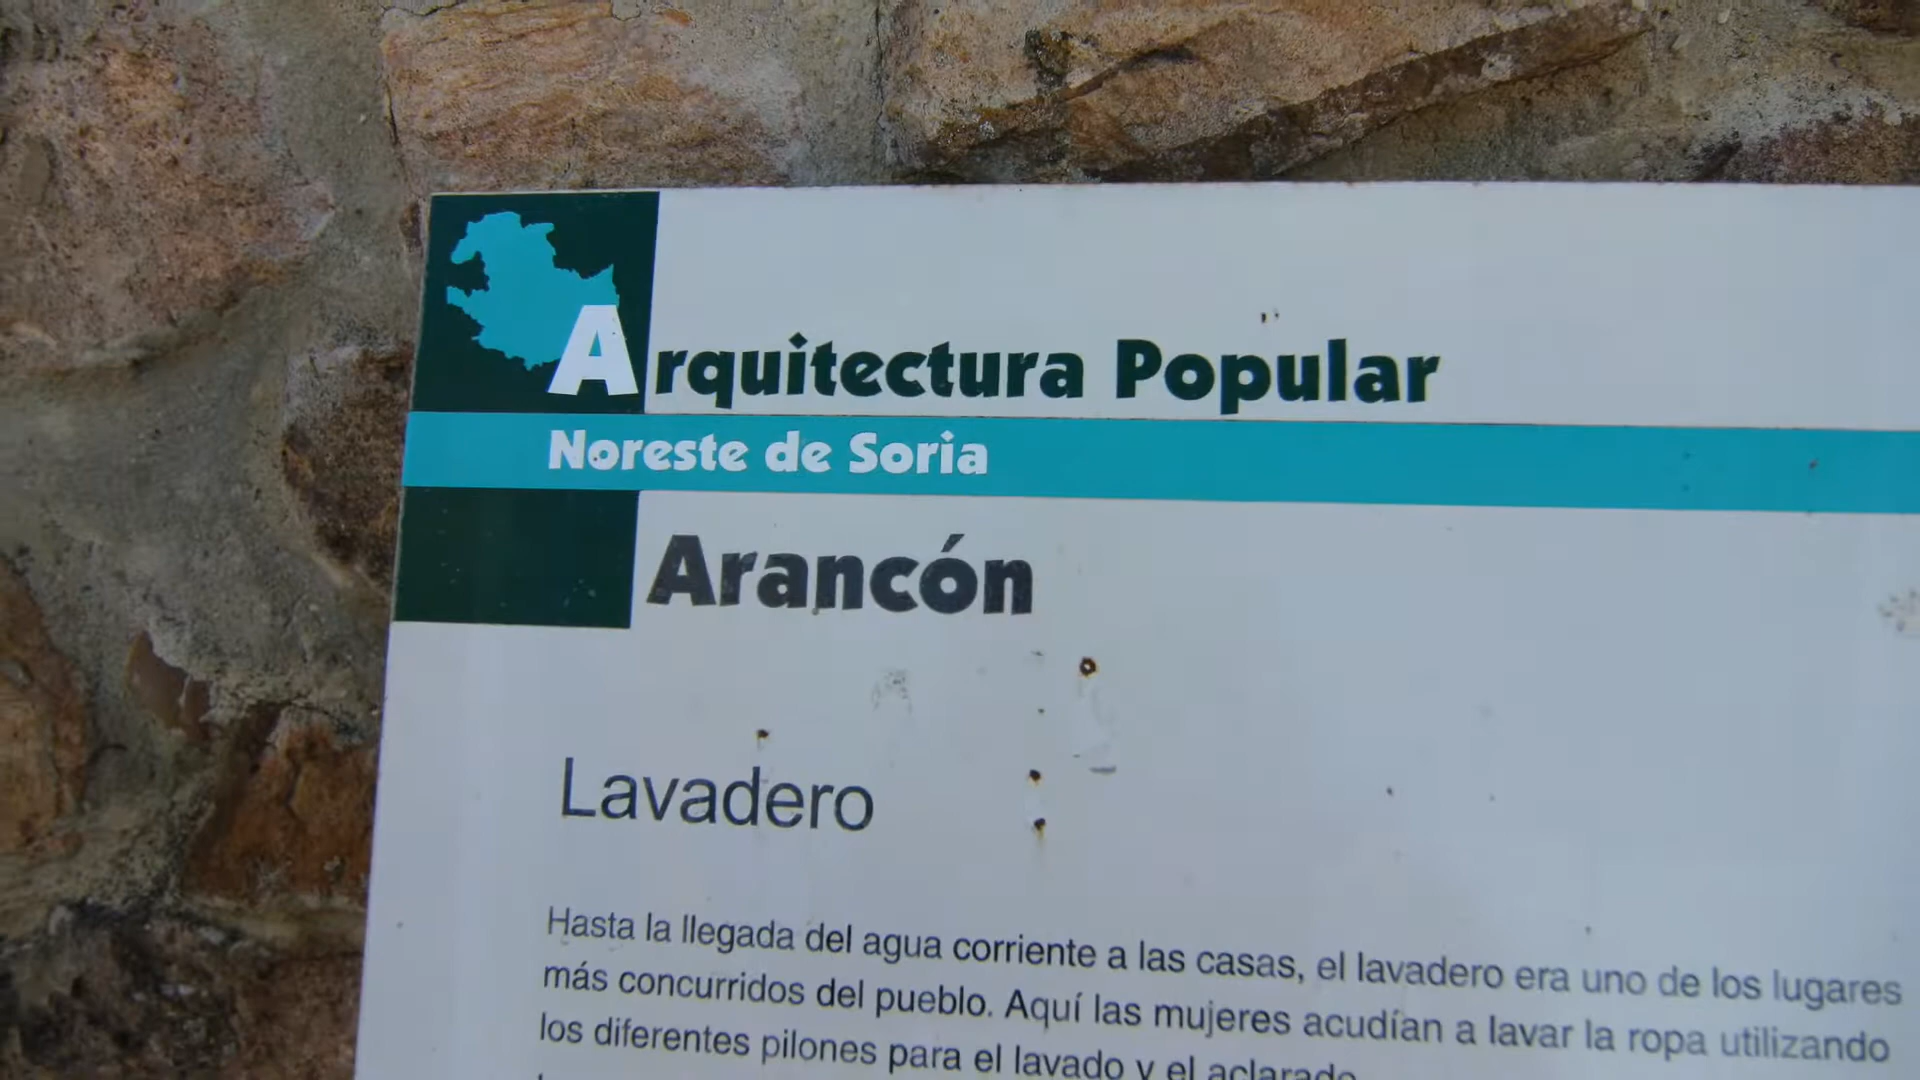 Arquitectura Popular
Noreste de Soria
Arancón
Lavadero
Hasta la llegada del agua corriente a las casas, el lavadero era uno de los lugares
más concurridos del pueblo. Aquí las mujeres acudían a lavar la ropa utilizando
los diferentes pilones para el lavado y el aclarado